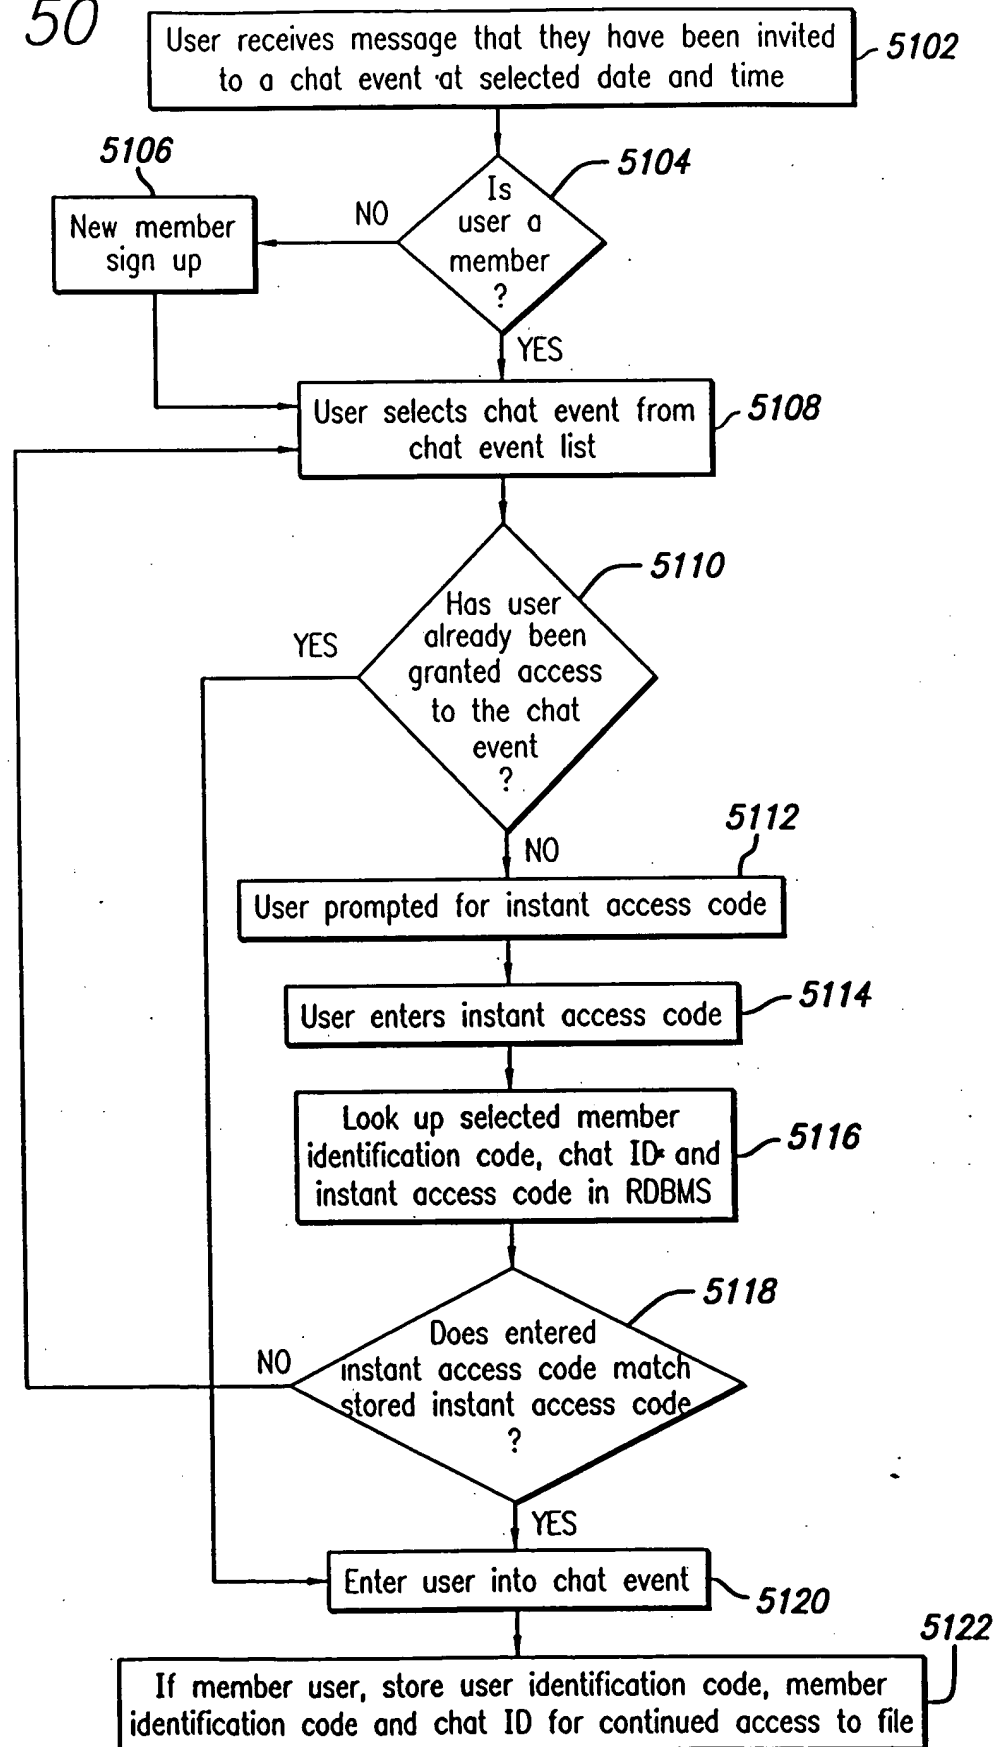 50
User receives message that they have been invited
to a chat event at selected date and time
5102
5106
5104
New member
sign up
NO
Is
user a
member
?
YES
User selects chat event from
chat event list
5108
5110
YES
Has user
already been
granted access
to the chat
event
?
NO
5112
User prompted for instant access code
User enters instant access code
5114
Look up selected member
identification code, chat ID and
instant access code in RDBMS
5116
5118
NO
Does entered
instant access code match
stored instant access code
?
YES
Enter user into chat event
5120
5122
If member user, store user identification code, member
identification code and chat ID for continued access to file